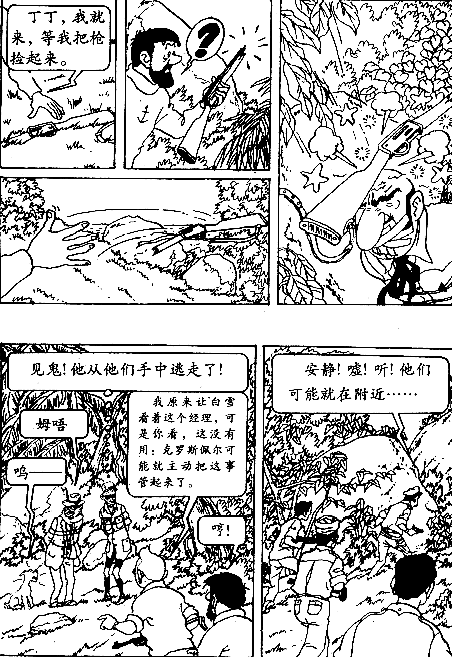 丁丁，我就
来，等我把枪
捡起来。
?
见鬼！他从他们手中逃走了！
姆唔
我原来让白雪
看着这个经理，可
是你看，这没有
用；克罗斯佩尔可
能就主动把这事
管起来了。
呜——
哼！
安静！嘘！听！他们
可能就在附近……